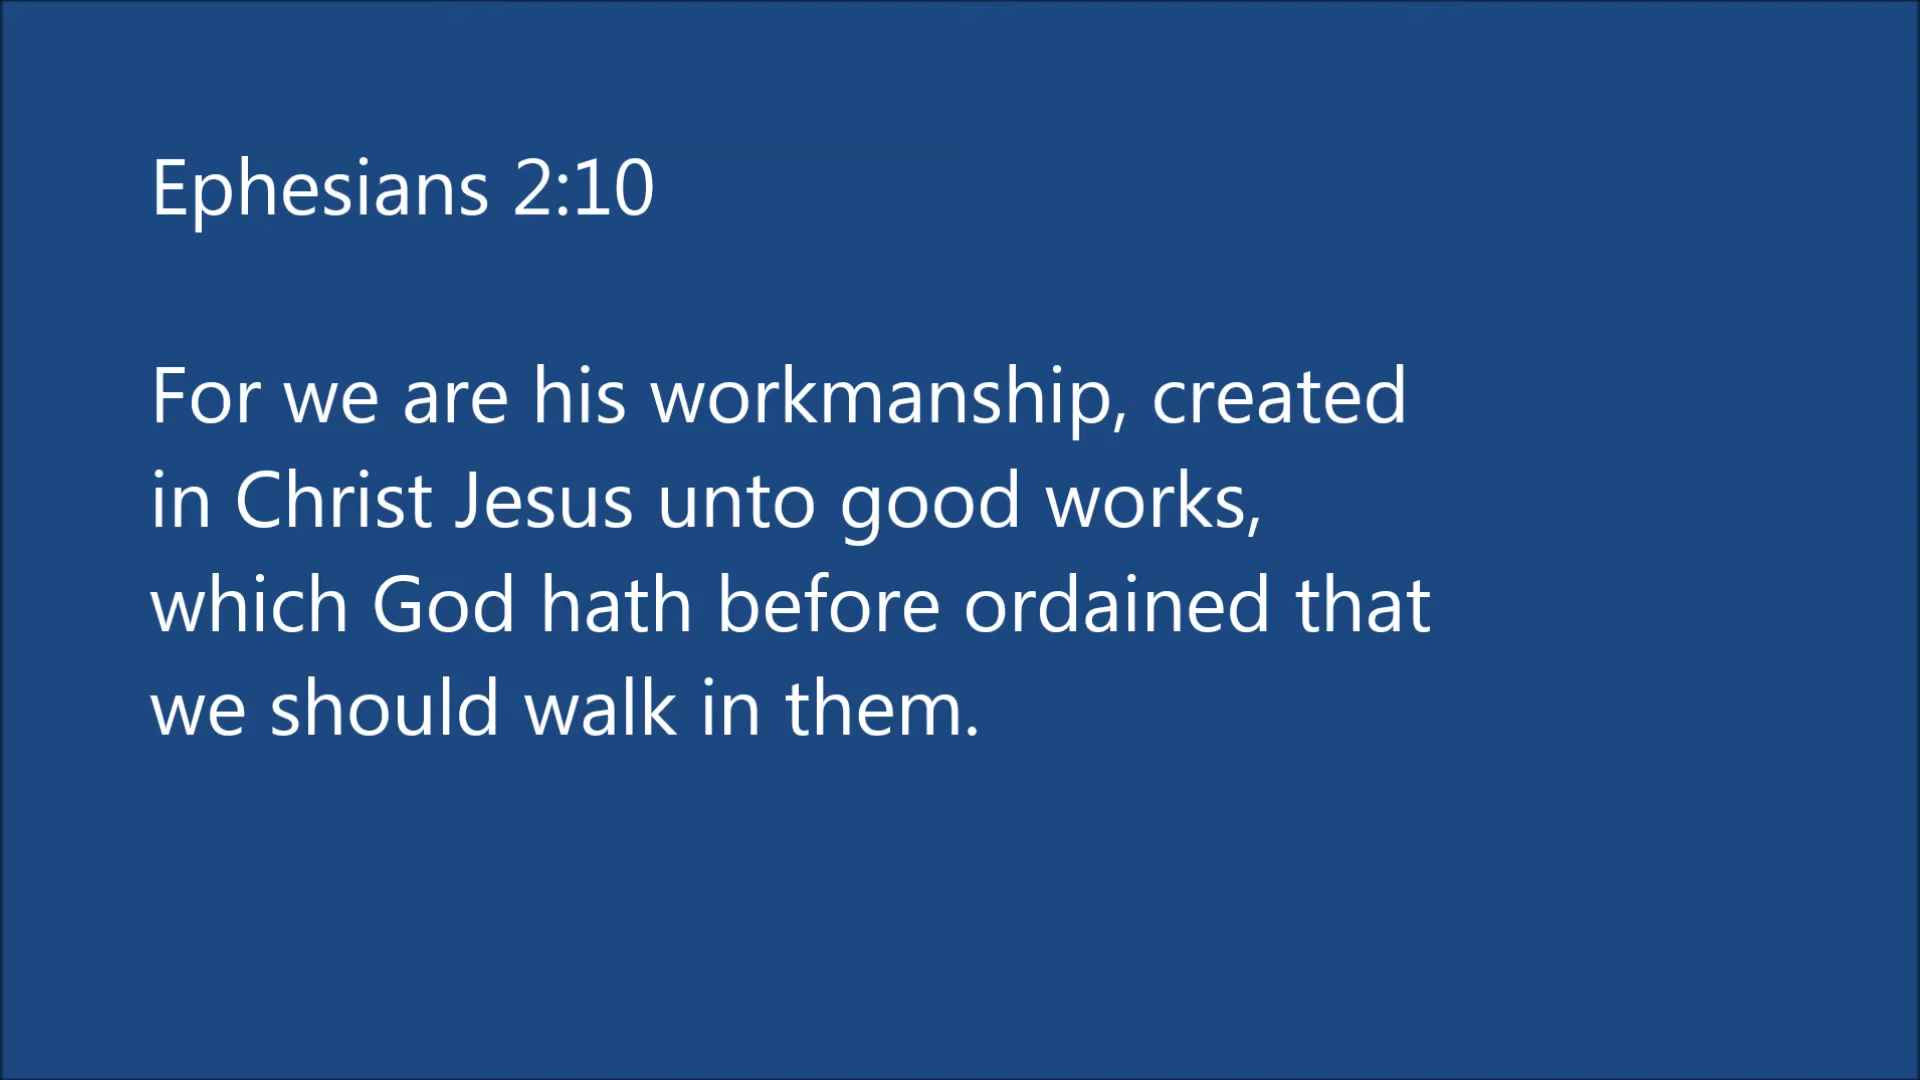 Ephesians 2:10
For we are his workmanship, created
in Christ Jesus unto good works,
which God hath before ordained that
we should walk in them.